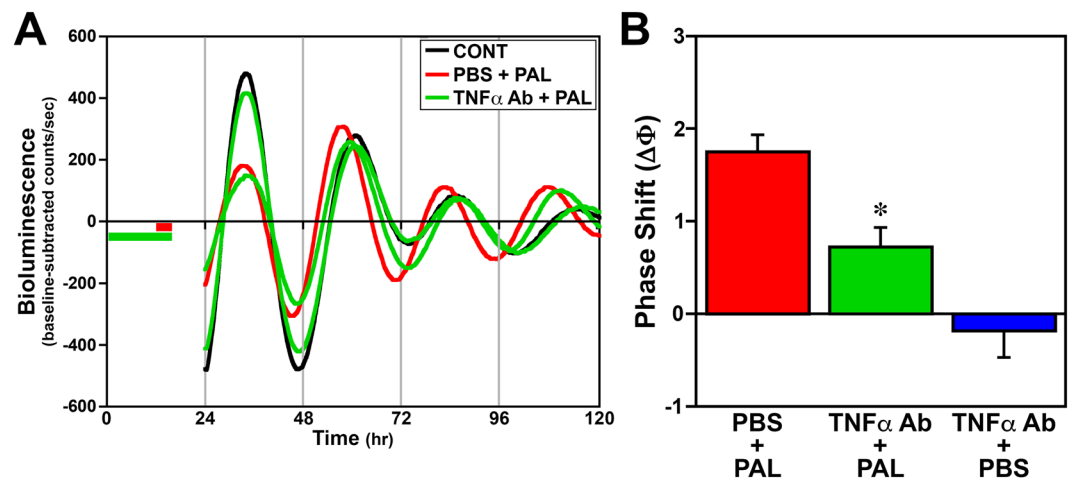 A
Bioluminescence
(baseline-subtracted counts/sec)
600
400
200
0
-200
-400
-600
CONT
PBS + PAL
TNFα Ab + PAL
0
24
48
72
96
120
Time (hr)
B
Phase Shift (ΔΦ)
3
2
1
0
-1
*
PBS
+
PAL
TNFα Ab
+
PAL
TNFα Ab
+
PBS